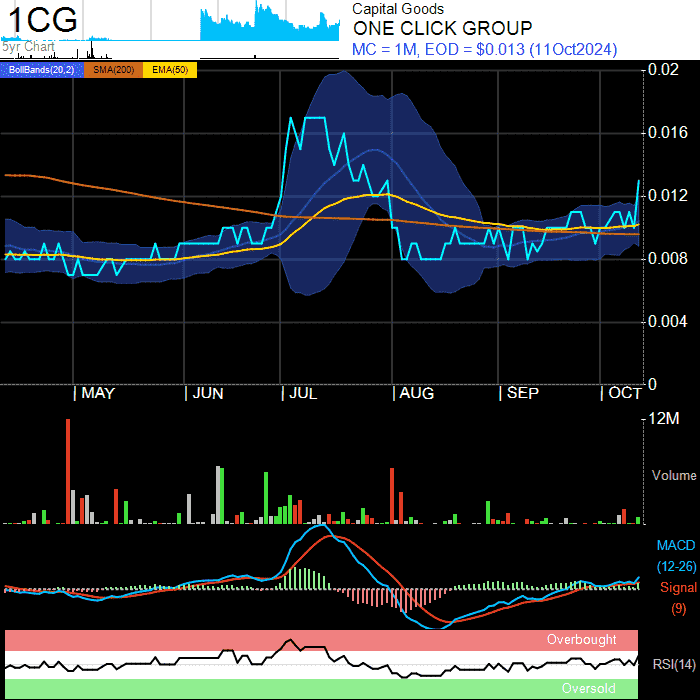 1CG
5yr Chart
Capital Goods
ONE CLICK GROUP
MC = 1M, EOD = $0.013 (11Oct2024)
BollBands(20,2) SMA(200) EMA(50)
0.02
0.016
0.012
0.008
0.004
0
MAY JUN JUL AUG SEP OCT
12M
Volume
MACD
(12-26)
Signal
(9)
Overbought
RSI(14)
Oversold